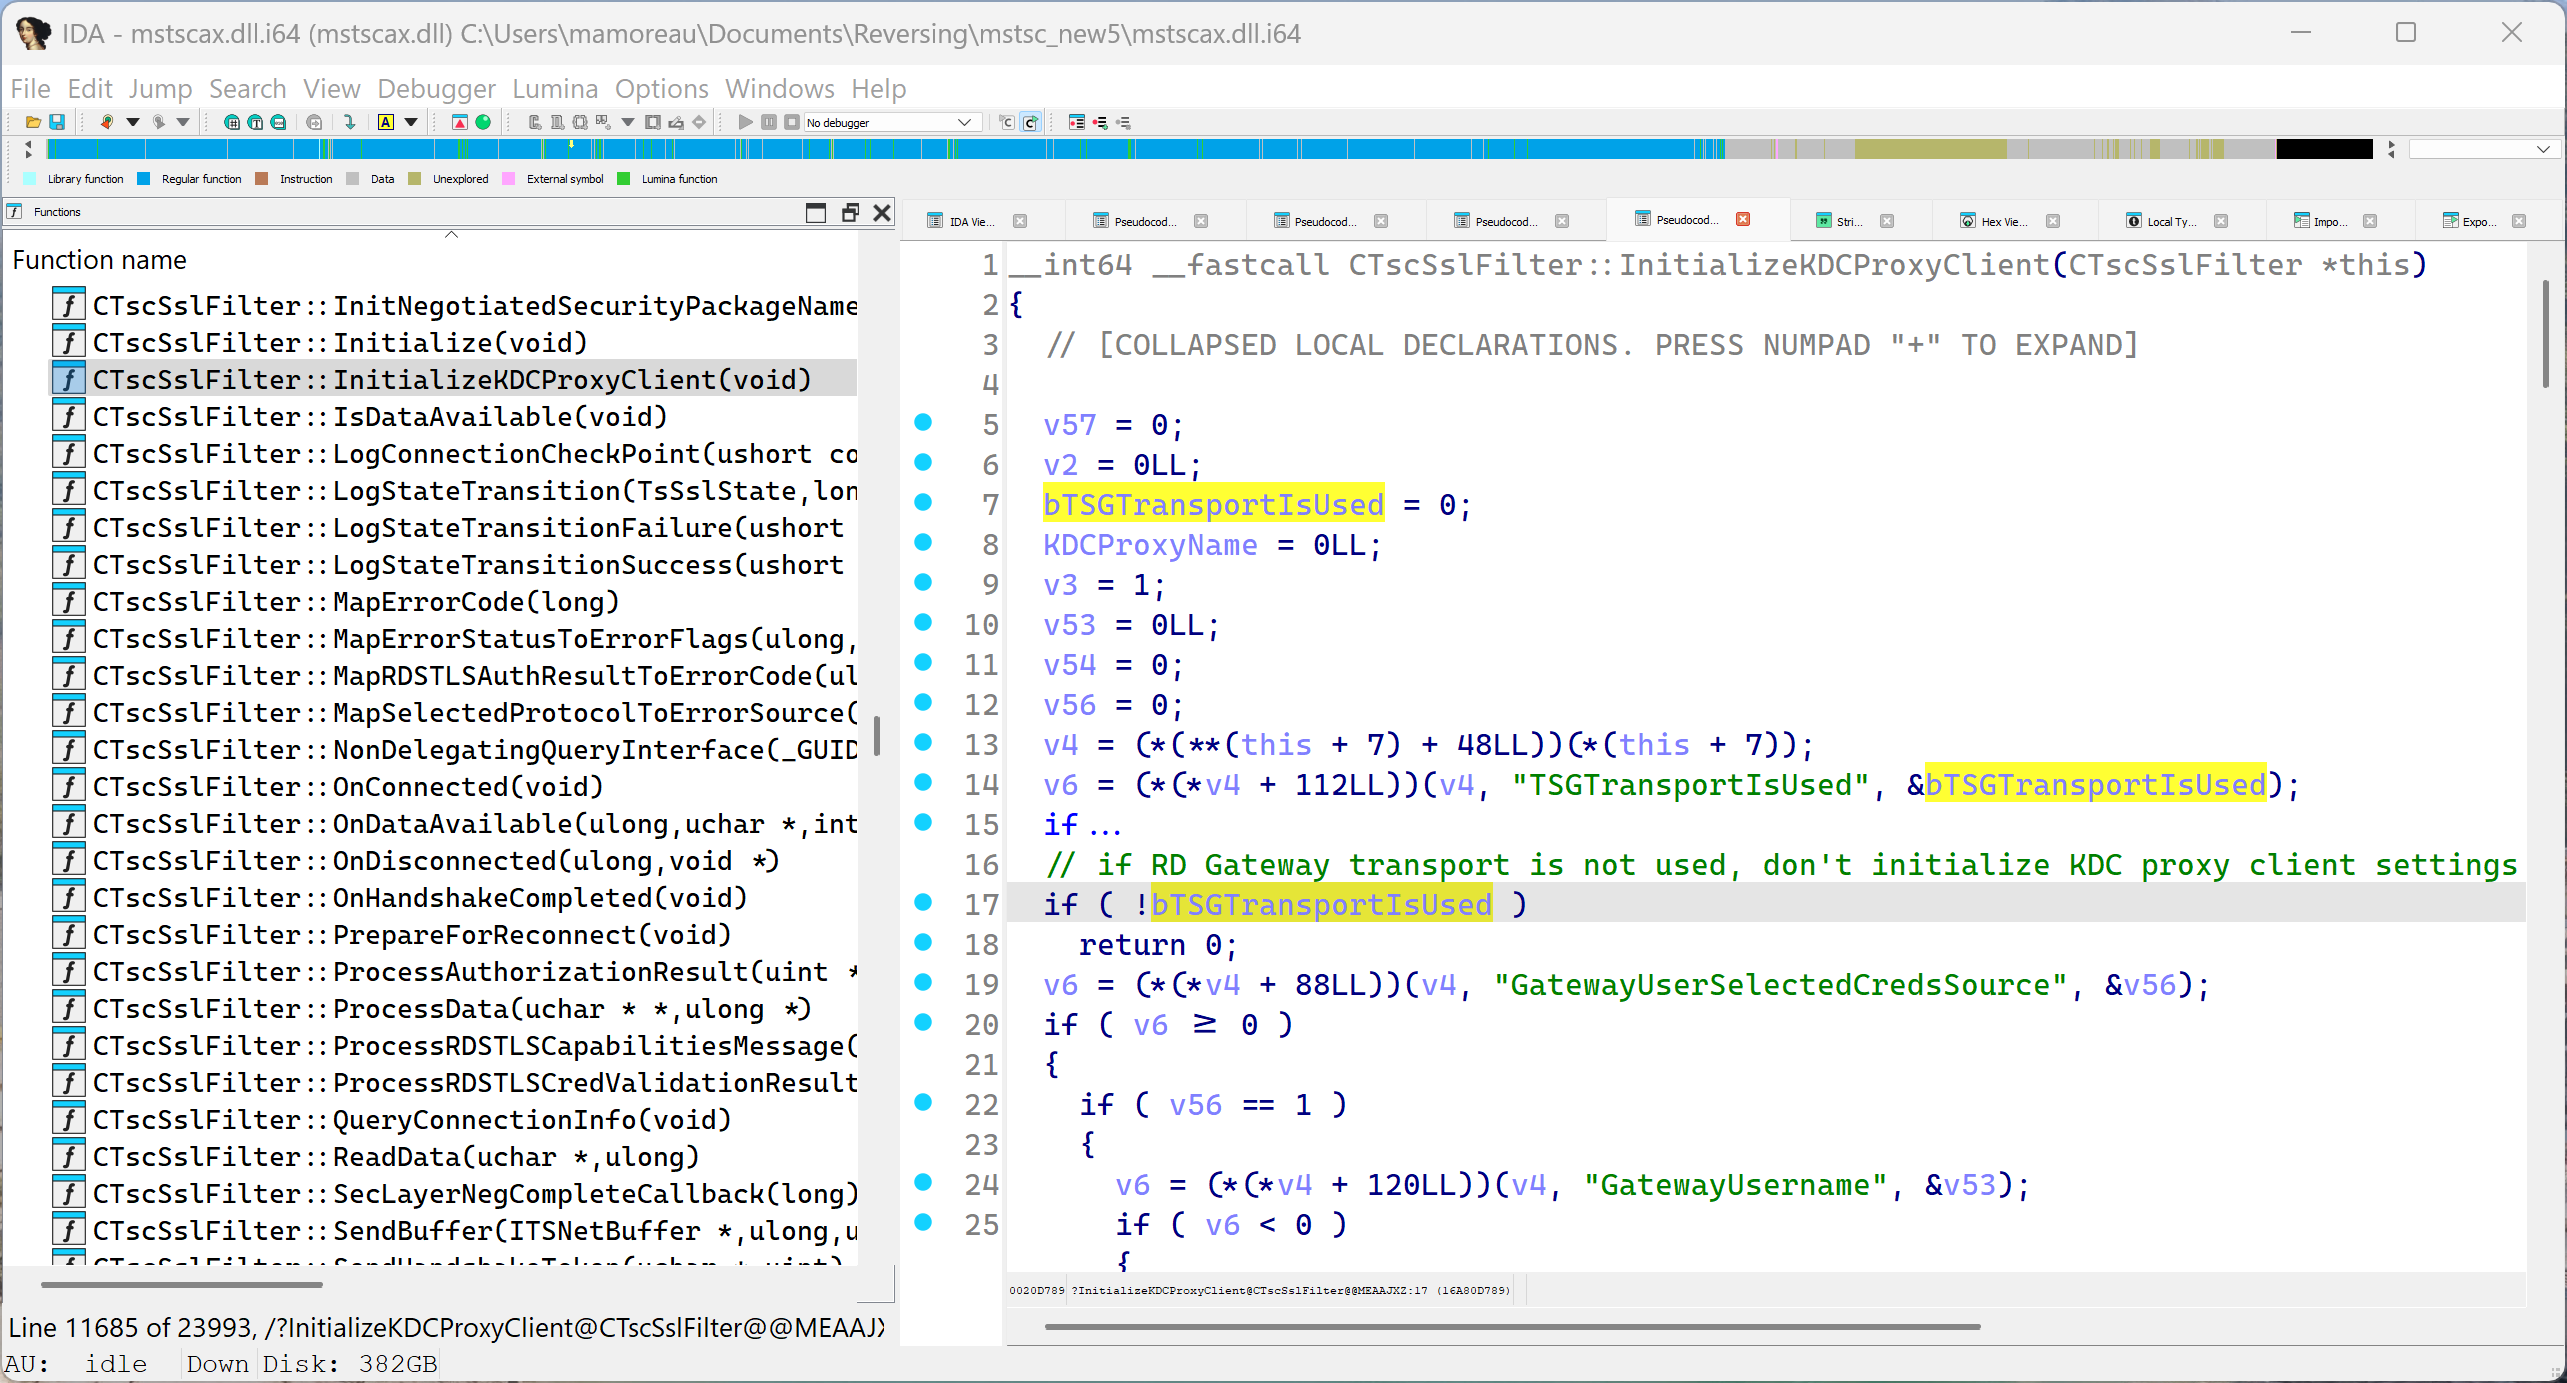 IDA - mstscax.dll.i64 (mstscax.dll) C:\Users\mamoreau\Documents\Reversing\mstsc_new5\mstscax.dll.i64
File Edit Jump Search View Debugger Lumina Options Windows Help
No debugger
Library function Regular function Instruction Data Unexplored External symbol Lumina function
Functions
Function name
CTscSslFilter::InitNegotiatedSecurityPackageName
CTscSslFilter::Initialize(void)
CTscSslFilter::InitializeKDCProxyClient(void)
CTscSslFilter::IsDataAvailable(void)
CTscSslFilter::LogConnectionCheckPoint(ushort co
CTscSslFilter::LogStateTransition(TsSslState,lon
CTscSslFilter::LogStateTransitionFailure(ushort
CTscSslFilter::LogStateTransitionSuccess(ushort
CTscSslFilter::MapErrorCode(long)
CTscSslFilter::MapErrorStatusToErrorFlags(ulong,
CTscSslFilter::MapRDSTLSAuthResultToErrorCode(ul
CTscSslFilter::MapSelectedProtocolToErrorSource(
CTscSslFilter::NonDelegatingQueryInterface(_GUID
CTscSslFilter::OnConnected(void)
CTscSslFilter::OnDataAvailable(ulong,uchar *,int
CTscSslFilter::OnDisconnected(ulong,void *)
CTscSslFilter::OnHandshakeCompleted(void)
CTscSslFilter::PrepareForReconnect(void)
CTscSslFilter::ProcessAuthorizationResult(uint *
CTscSslFilter::ProcessData(uchar * *,ulong *)
CTscSslFilter::ProcessRDSTLSCapabilitiesMessage(
CTscSslFilter::ProcessRDSTLSCredValidationResult
CTscSslFilter::QueryConnectionInfo(void)
CTscSslFilter::ReadData(uchar *,ulong)
CTscSslFilter::SecLayerNegCompleteCallback(long)
CTscSslFilter::SendBuffer(ITSNetBuffer *,ulong,u
CTscSslFilter::SendHandshakeToken(uchar *,uint)
Line 11685 of 23993, /?InitializeKDCProxyClient@CTscSslFilter@@MEAAJX
IDA Vie... Pseudocod... Pseudocod... Pseudocod... Pseudocod... Stri... Hex Vie... Local Ty... Impo... Expo...
1 __int64 __fastcall CTscSslFilter::InitializeKDCProxyClient(CTscSslFilter *this)
2 {
3 // [COLLAPSED LOCAL DECLARATIONS. PRESS NUMPAD "+" TO EXPAND]
4
5 v57 = 0;
6 v2 = 0LL;
7 bTSGTransportIsUsed = 0;
8 KDCProxyName = 0LL;
9 v3 = 1;
10 v53 = 0LL;
11 v54 = 0;
12 v56 = 0;
13 v4 = (*(**(this + 7) + 48LL))(*(this + 7));
14 v6 = (*(*v4 + 112LL))(v4, "TSGTransportIsUsed", &bTSGTransportIsUsed);
15 if ...
16 // if RD Gateway transport is not used, don't initialize KDC proxy client settings
17 if ( !bTSGTransportIsUsed )
18 return 0;
19 v6 = (*(*v4 + 88LL))(v4, "GatewayUserSelectedCredsSource", &v56);
20 if ( v6 ≥ 0 )
21 {
22 if ( v56 == 1 )
23 {
24 v6 = (*(*v4 + 120LL))(v4, "GatewayUsername", &v53);
25 if ( v6 < 0 )
{
0020D789 ?InitializeKDCProxyClient@CTscSslFilter@@MEAAJXZ:17 (16A80D789)
AU: idle Down Disk: 382GB